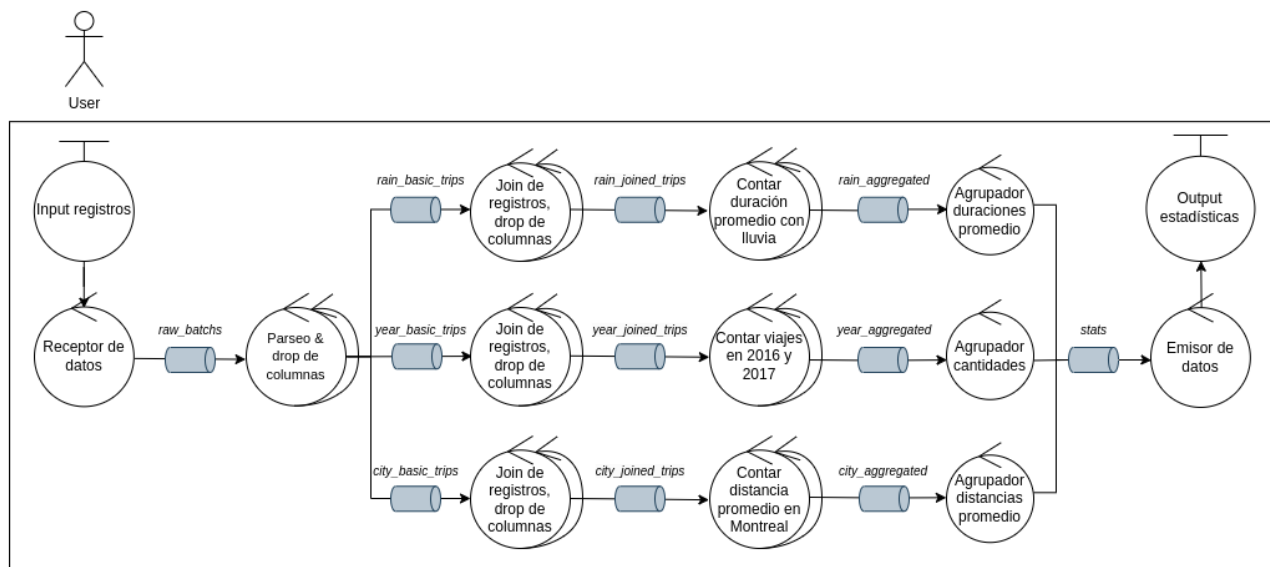 User
Input registros
Receptor de
datos
raw_batchs
Parseo &
drop de
columnas
rain_basic_trips
Join de
registros,
drop de
columnas
rain_joined_trips
Contar
duración
promedio con
lluvia
rain_aggregated
Agrupador
duraciones
promedio
year_basic_trips
Join de
registros,
drop de
columnas
year_joined_trips
Contar viajes
en 2016 y
2017
year_aggregated
Agrupador
cantidades
city_basic_trips
Join de
registros,
drop de
columnas
city_joined_trips
Contar
distancia
promedio en
Montreal
city_aggregated
Agrupador
distancias
promedio
stats
Emisor de
datos
Output
estadísticas